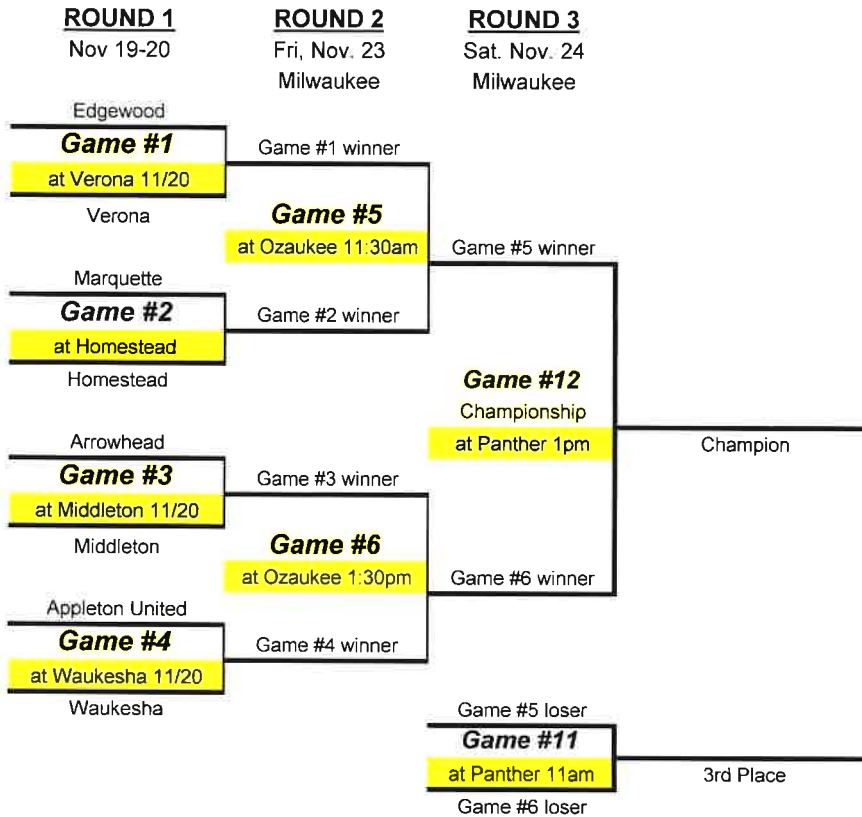 ROUND 1
Nov 19-20
ROUND 2
Fri, Nov. 23
Milwaukee
ROUND 3
Sat. Nov. 24
Milwaukee
Edgewood
Game #1
at Verona 11/20
Verona
Marquette
Game #2
at Homestead
Homestead
Arrowhead
Game #3
at Middleton 11/20
Middleton
Appleton United
Game #4
at Waukesha 11/20
Waukesha
Game #1 winner
Game #5
at Ozaukee 11:30am
Game #2 winner
Game #3 winner
Game #6
at Ozaukee 1:30pm
Game #4 winner
Game #5 winner
Game #12
Championship
at Panther 1pm
Game #6 winner
Champion
Game #5 loser
Game #11
at Panther 11am
Game #6 loser
3rd Place